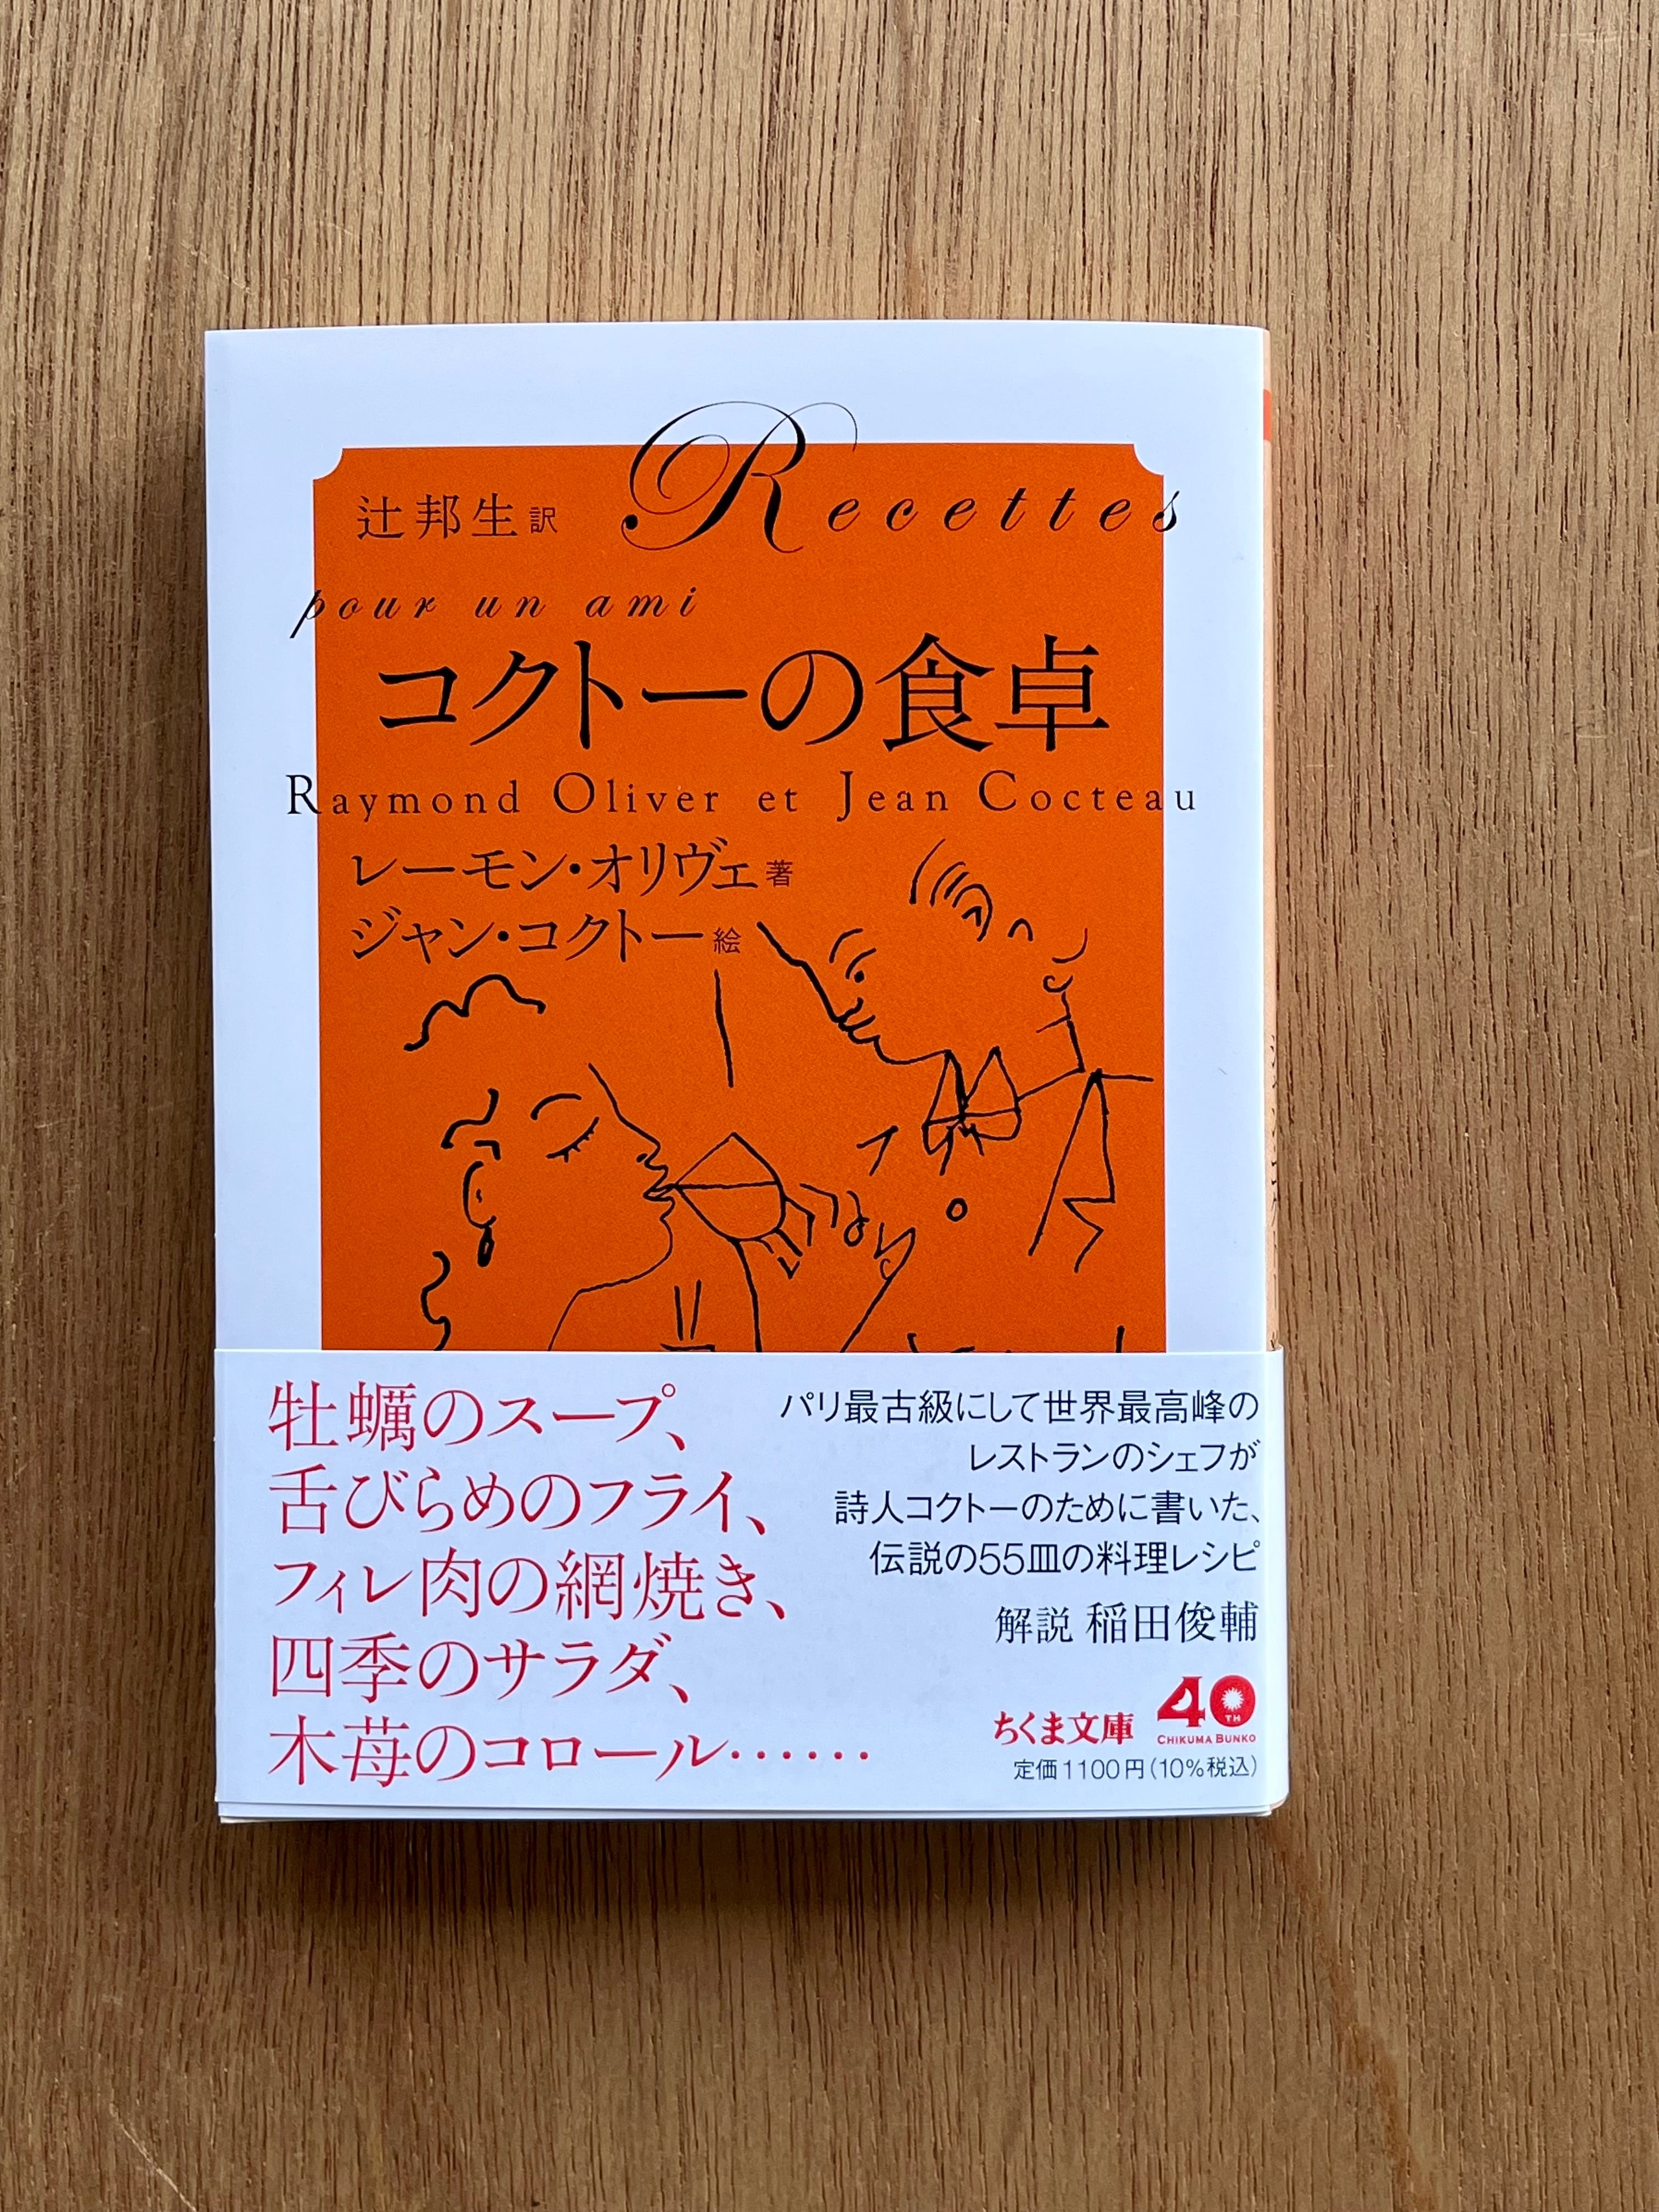 辻邦生訳
Recettes
pour un ami
コクトーの食卓
Raymond Oliver et Jean Cocteau
レーモン・オリヴェ著
ジャン・コクトー絵
牡蠣のスープ、
舌びらめのフライ、
フィレ肉の網焼き、
四季のサラダ、
木苺のコロール……
パリ最古級にして世界最高峰の
レストランのシェフが
詩人コクトーのために書いた、
伝説の55皿の料理レシピ
解説 稲田俊輔
ちくま文庫
40TH
CHIKUMA BUNKO
定価1100円(10%税込)